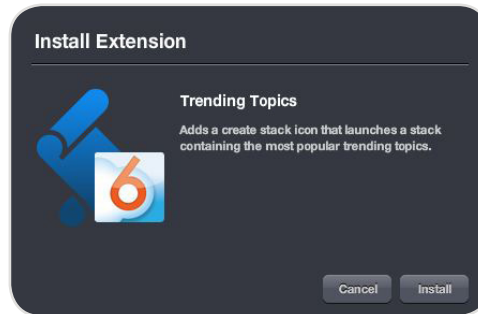 Install Extension
Trending Topics
Adds a create stack icon that launches a stack
containing the most popular trending topics.
6
Cancel
Install